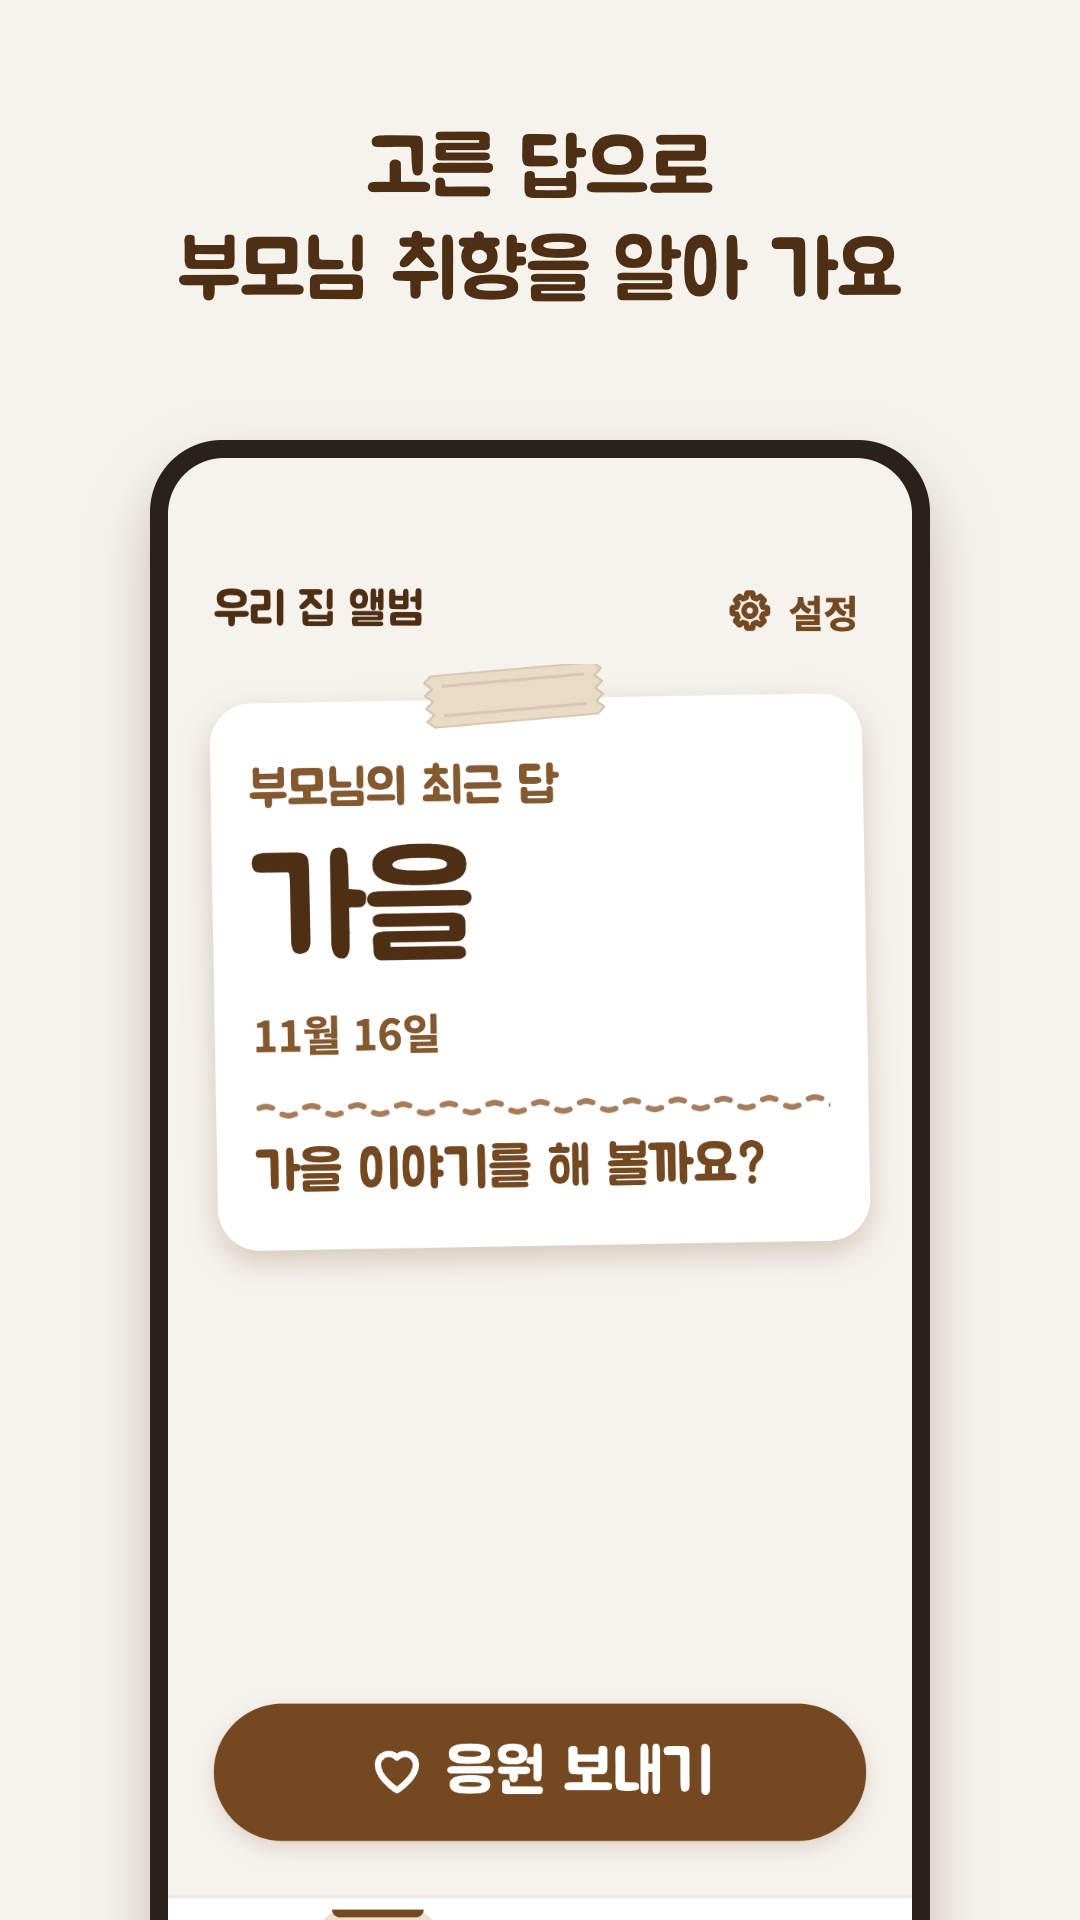 고른 답으로
부모님 취향을 알아 가요
우리 집 앨범
설정
부모님의 최근 답
가을
11월 16일
가을 이야기를 해 볼까요?
응원 보내기